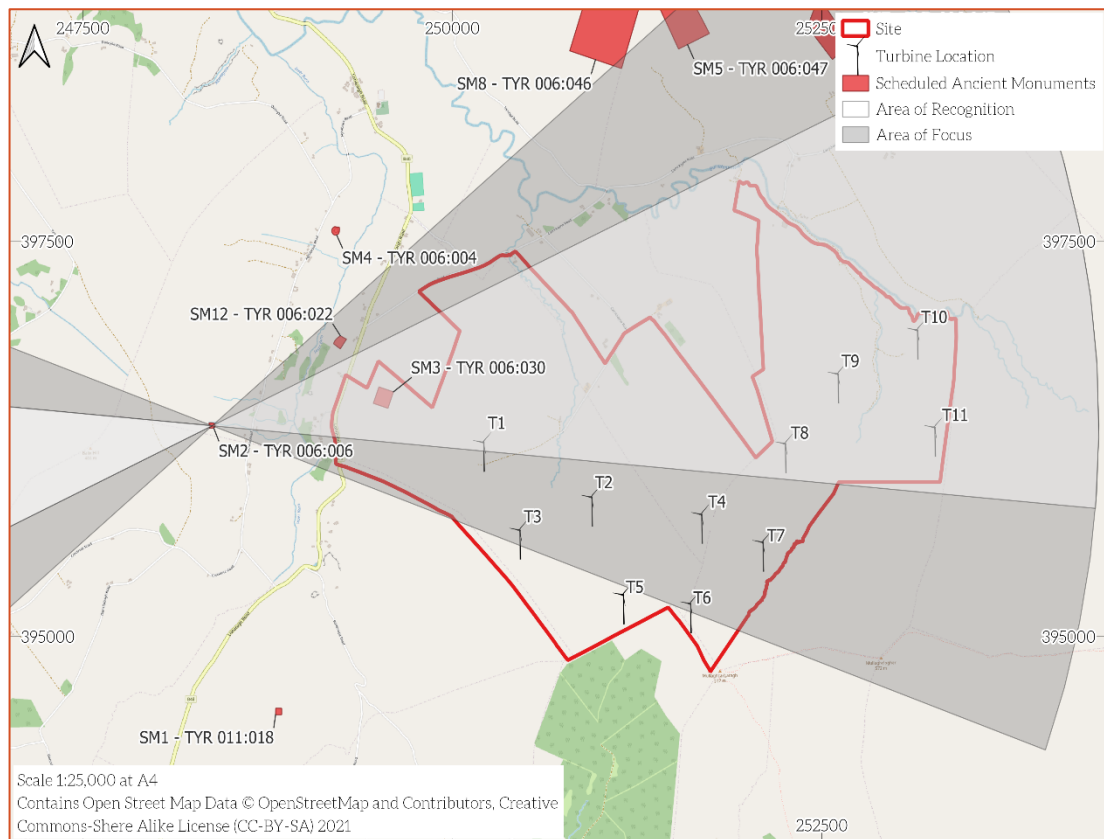 247500
250000
252500
Site
Turbine Location
Scheduled Ancient Monuments
Area of Recognition
Area of Focus
SM8 - TYR 006:046
SM5 - TYR 006:047
397500
397500
SM4 - TYR 006:004
SM12 - TYR 006:022
SM3 - TYR 006:030
SM2 - TYR 006:006
T10
T9
T11
T1
T8
T2
T4
T3
T7
T5
T6
395000
395000
SM1 - TYR 011:018
Scale 1:25,000 at A4
Contains Open Street Map Data © OpenStreetMap and Contributors, Creative
Commons-Shere Alike License (CC-BY-SA) 2021
252500